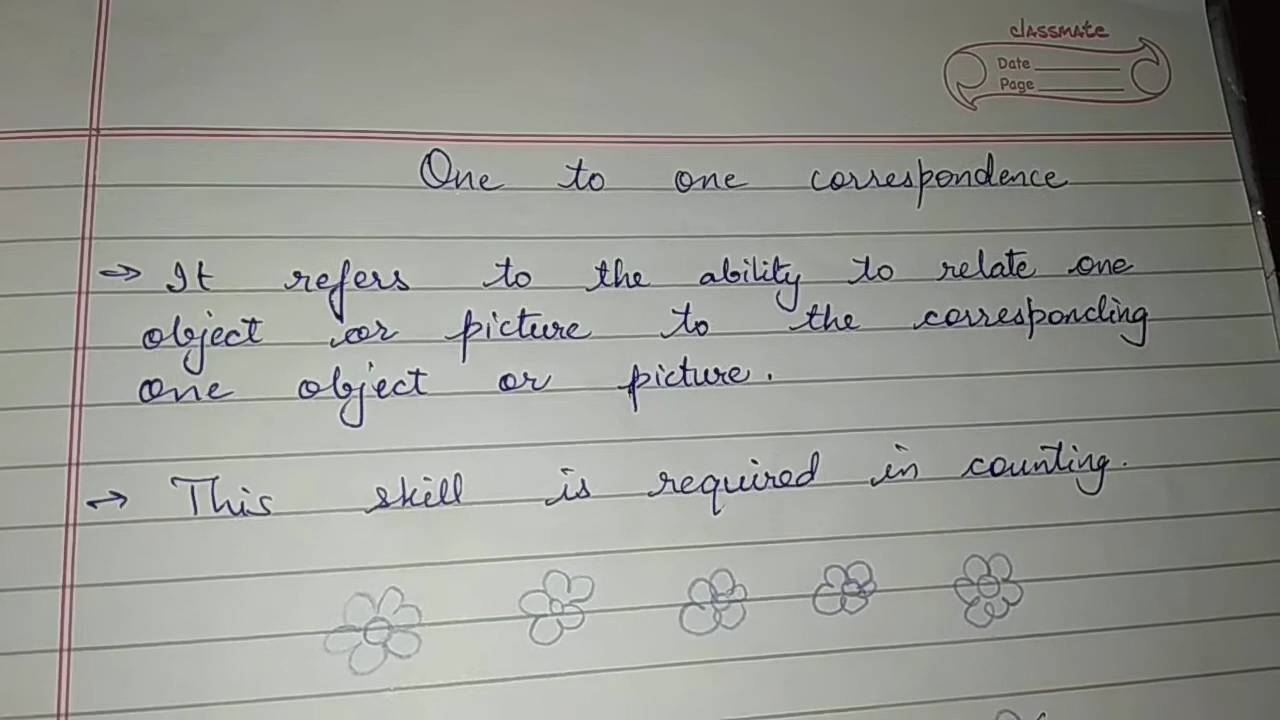 classmate
Date
Page
One to one correspondence
→ It refers to the ability to relate one
object or picture to the corresponding
one object or picture.
→ This skill is required in counting.